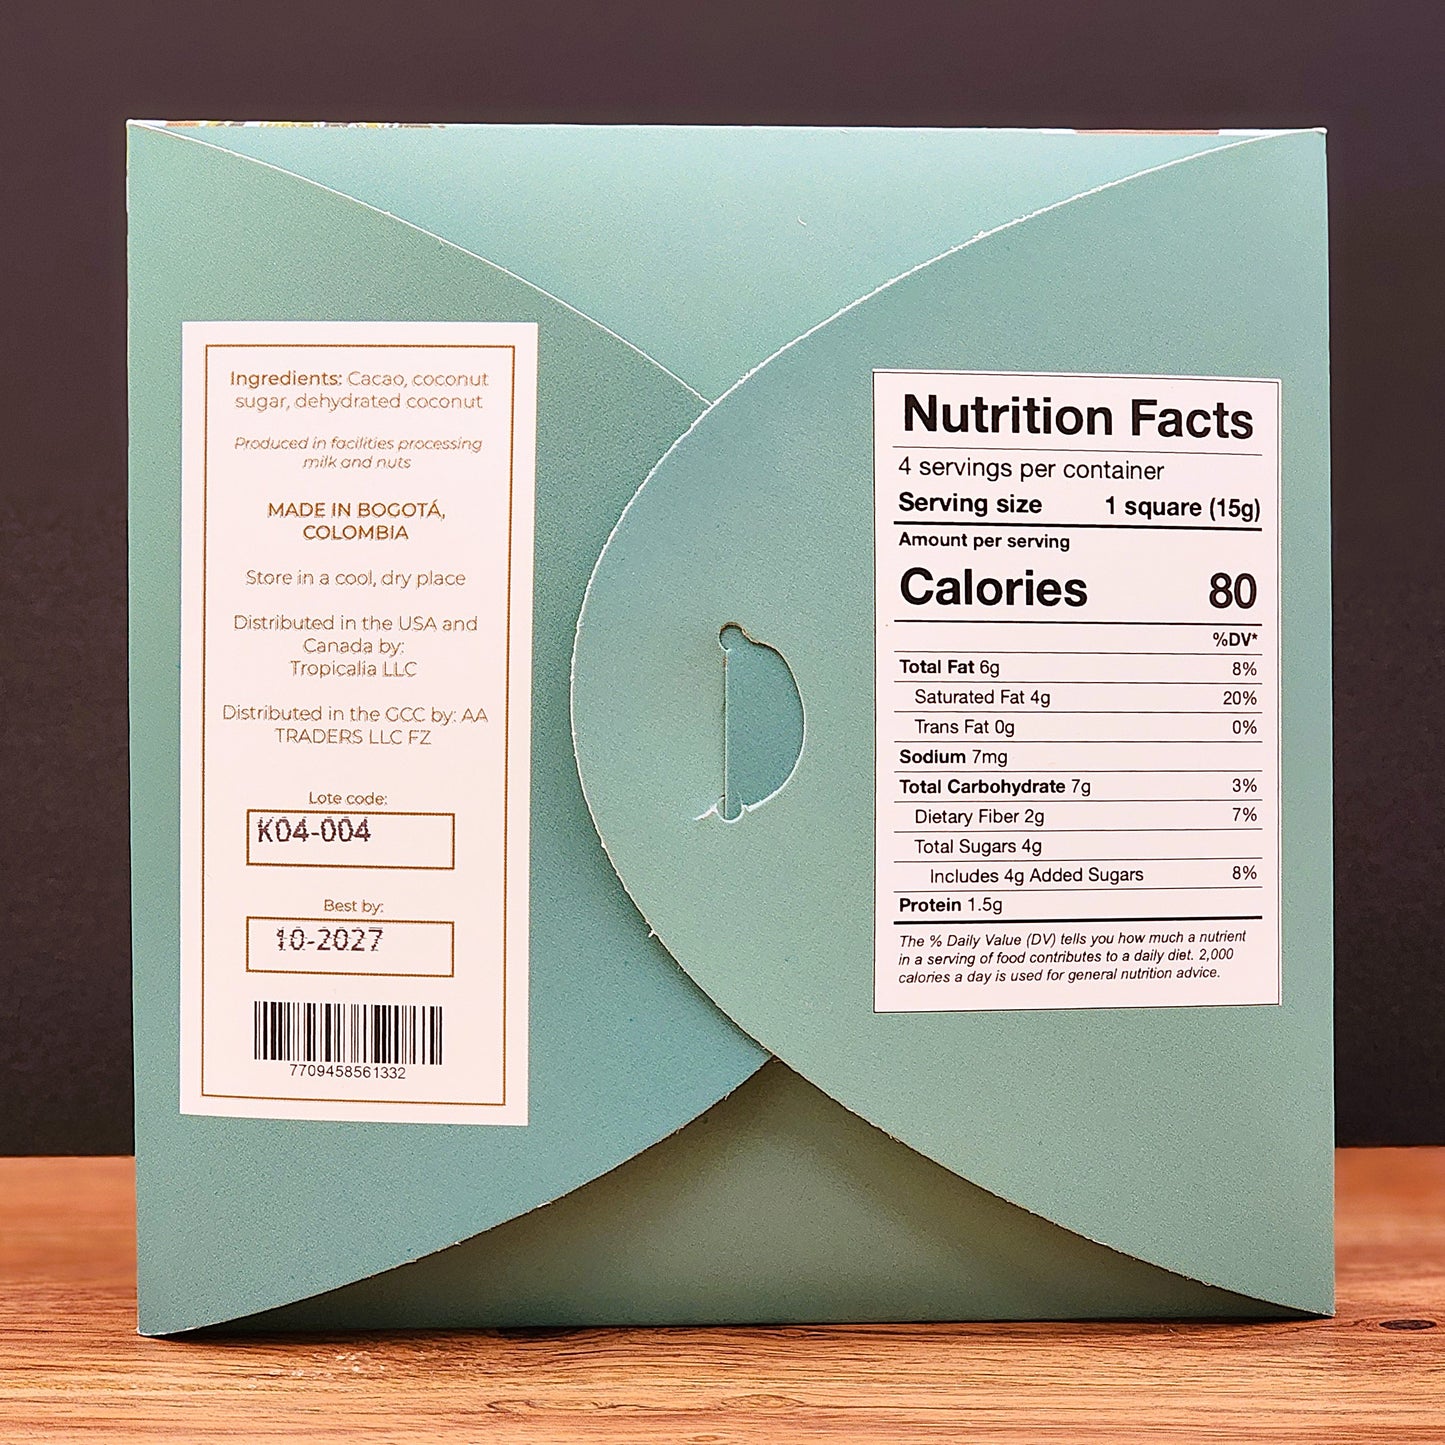 Ingredients: Cacao, coconut
sugar, dehydrated coconut
Produced in facilities processing
milk and nuts
MADE IN BOGOTÁ,
COLOMBIA
Store in a cool, dry place
Distributed in the USA and
Canada by:
Tropicalia LLC
Distributed in the GCC by: AA
TRADERS LLC FZ
Lote code:
K04-004
Best by:
10-2027
7709458561332
Nutrition Facts
4 servings per container
Serving size 1 square (15g)
Amount per serving
Calories 80
%DV*
Total Fat 6g 8%
Saturated Fat 4g 20%
Trans Fat 0g 0%
Sodium 7mg
Total Carbohydrate 7g 3%
Dietary Fiber 2g 7%
Total Sugars 4g
Includes 4g Added Sugars 8%
Protein 1.5g
The % Daily Value (DV) tells you how much a nutrient
in a serving of food contributes to a daily diet. 2,000
calories a day is used for general nutrition advice.